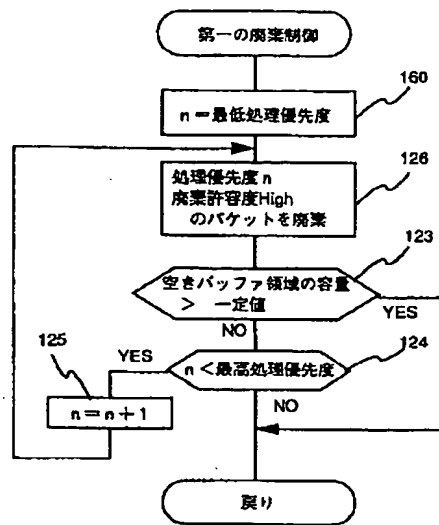 第一の廃棄制御
160
n=最低処理優先度
126
処理優先度n
廃棄許容度High
のパケットを廃棄
123
空きバッファ領域の容量
> 一定値
YES
NO
125
YES
124
n<最高処理優先度
n=n+1
NO
戻り